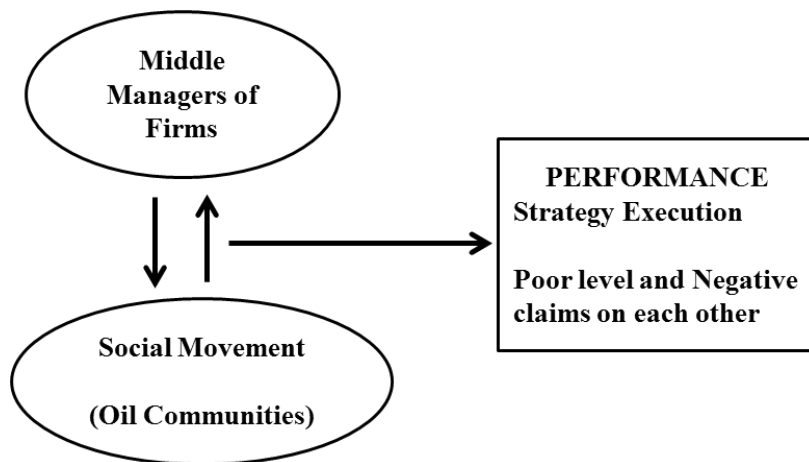 Middle
Managers of
Firms
PERFORMANCE
Strategy Execution
Poor level and Negative
claims on each other
Social Movement
(Oil Communities)